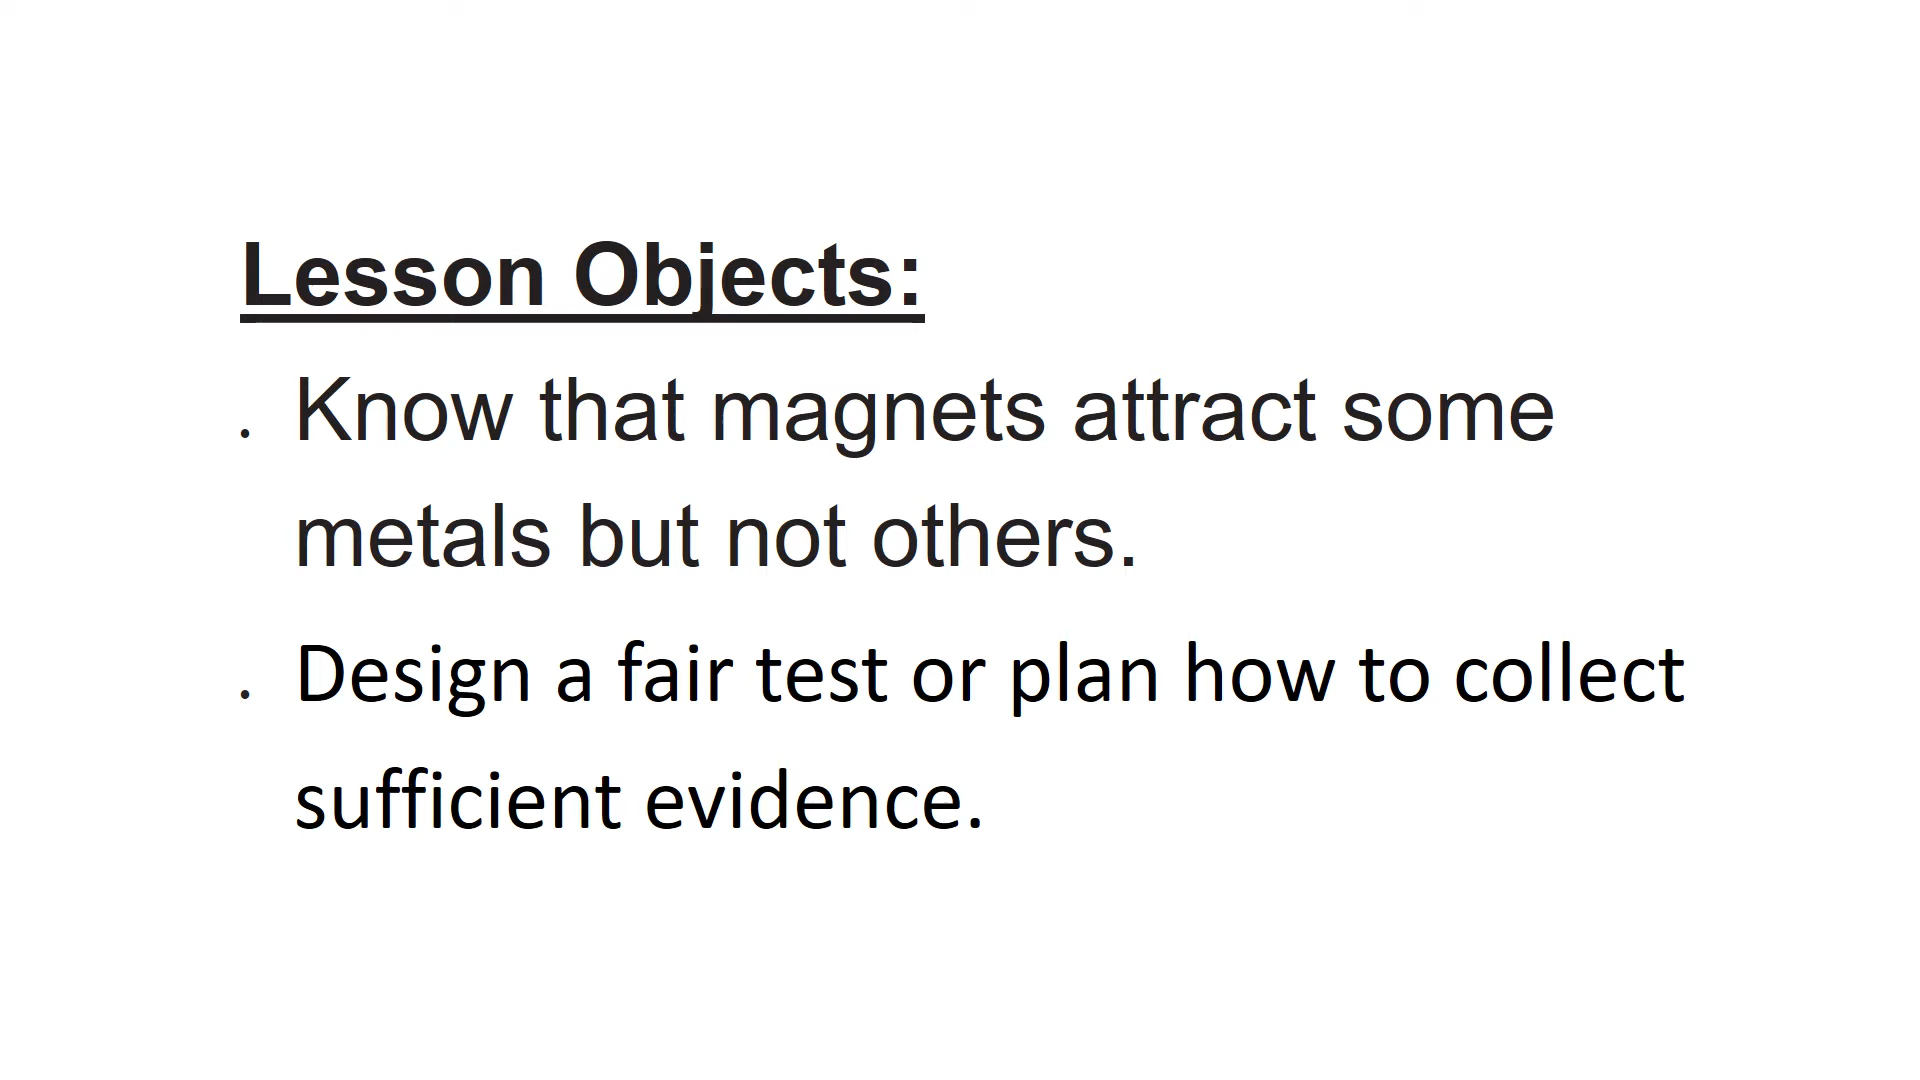 Lesson Objects:
• Know that magnets attract some
metals but not others.
• Design a fair test or plan how to collect
sufficient evidence.